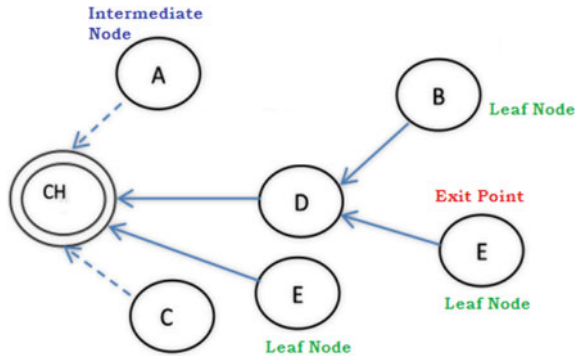 Intermediate
Node
A
B
Leaf Node
CH
D
Exit Point
E
Leaf Node
E
Leaf Node
C